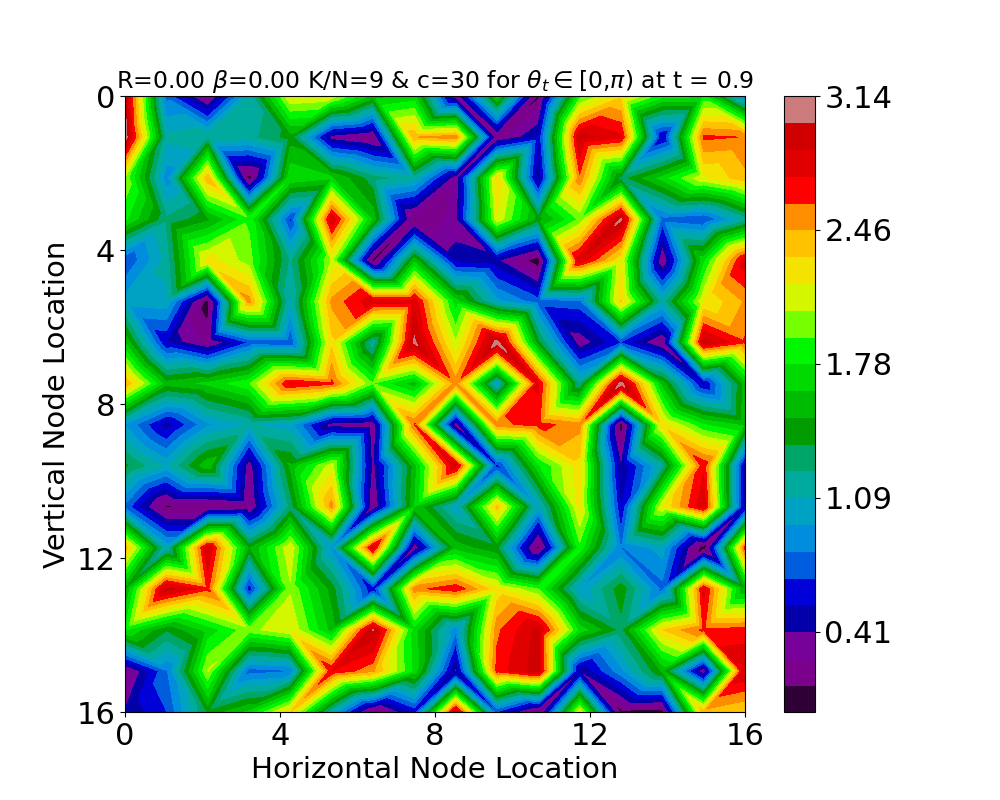 R=0.00 β=0.00 K/N=9 & c=30 for θₜ∈[0,π) at t = 0.9
0
4
8
12
16
Vertical Node Location
0 4 8 12 16
Horizontal Node Location
3.14
2.46
1.78
1.09
0.41